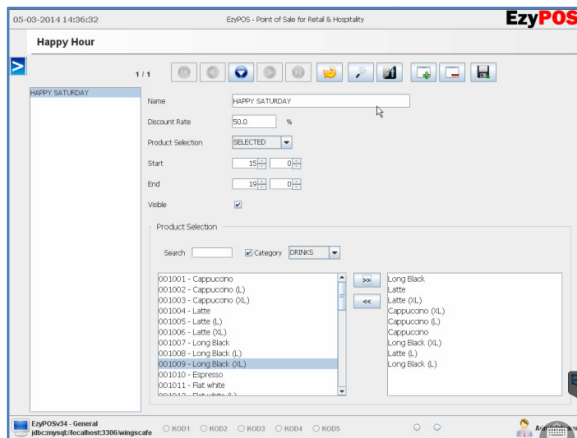 05-03-2014 14:36:32
EzyPOS - Point of Sale for Retail & Hospitality
EzyPOS
Happy Hour
1 / 1
HAPPY SATURDAY
Name HAPPY SATURDAY
Discount Rate 50.0 %
Product Selection SELECTED
Start 15 0
End 19 0
Visible
Product Selection
Search Category DRINKS
001001 - Cappuccino
001002 - Cappuccino (L)
001003 - Cappuccino (XL)
001004 - Latte
001005 - Latte (L)
001006 - Latte (XL)
001007 - Long Black
001008 - Long Black (L)
001009 - Long Black (XL)
001010 - Espresso
001011 - Flat white
>>
<<
Long Black
Latte
Latte (XL)
Cappuccino (XL)
Cappuccino (L)
Cappuccino
Long Black (XL)
Latte (L)
Long Black (L)
EzyPOSv34 - General
jdbc:mysql://localhost:3306/wingscafe
KOD1 KOD2 KOD3 KOD4 KOD5